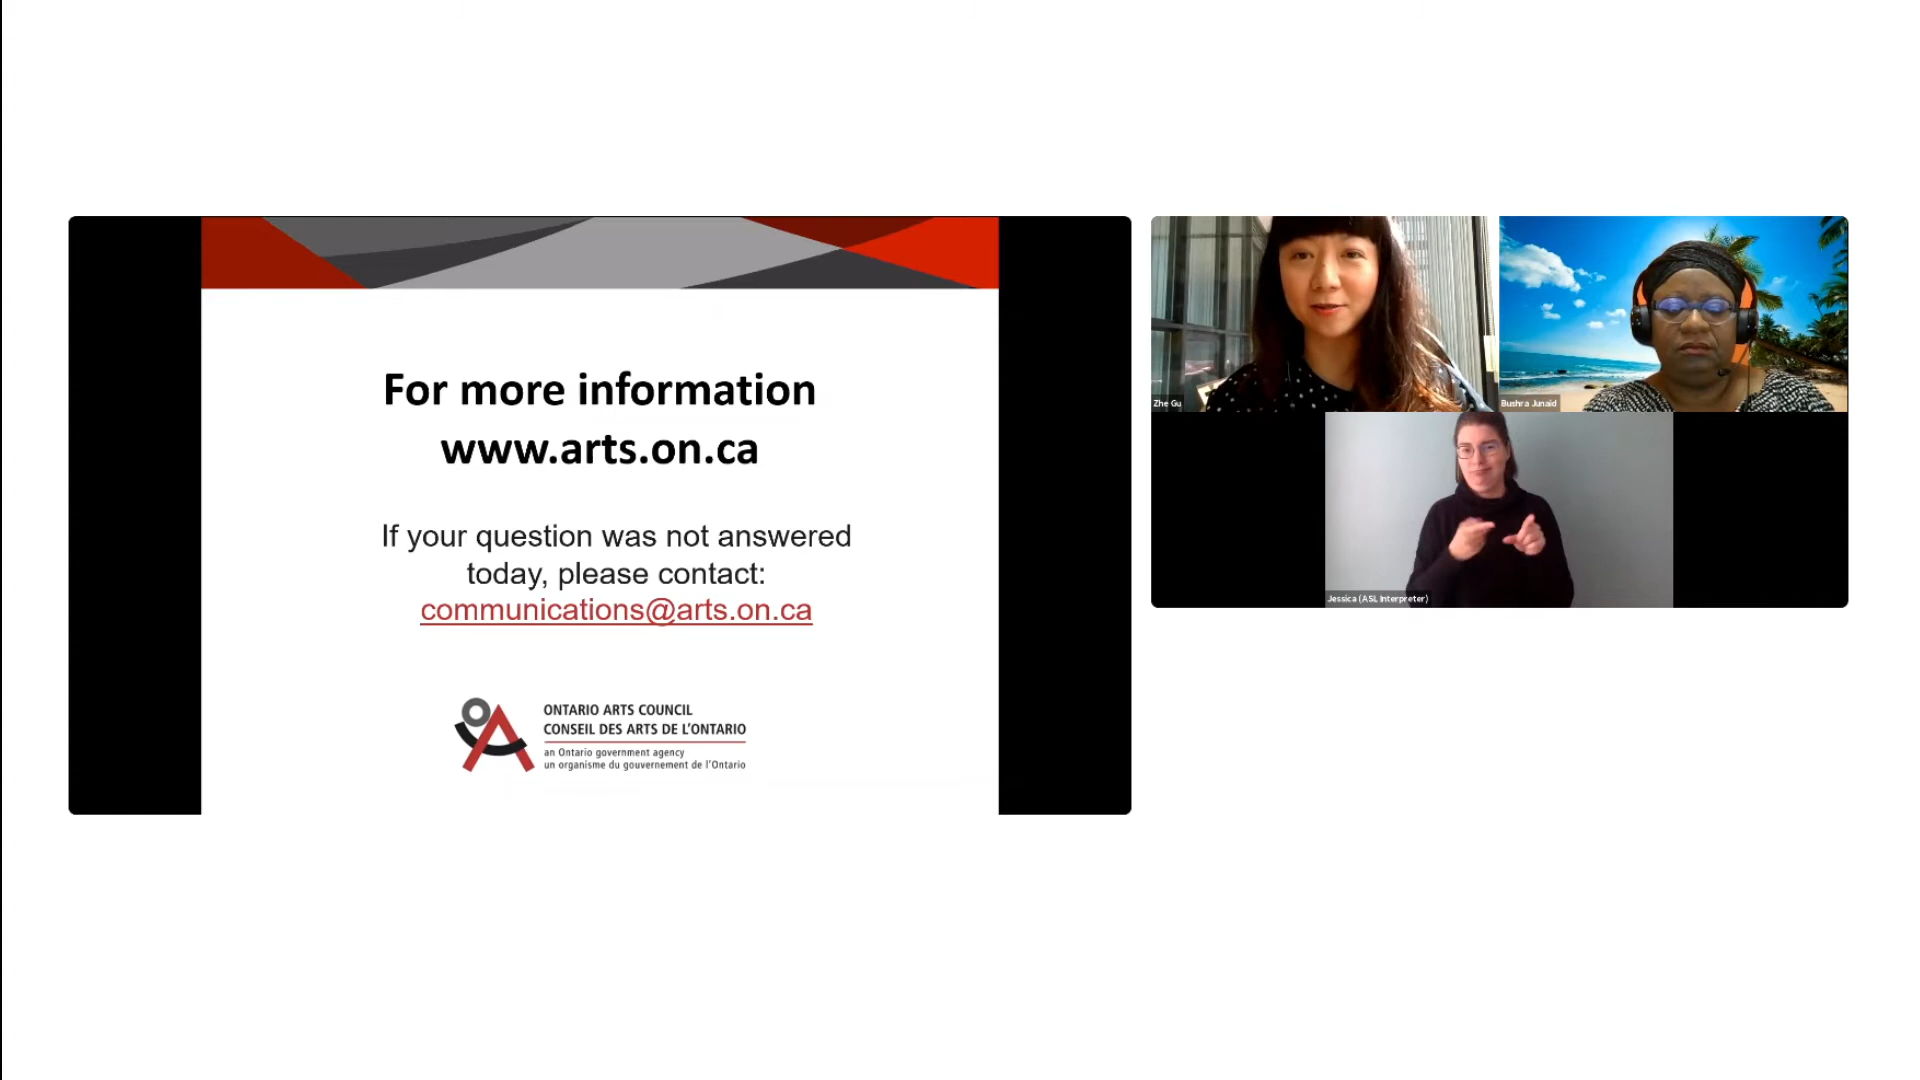 For more information
www.arts.on.ca
If your question was not answered
today, please contact:
communications@arts.on.ca
ONTARIO ARTS COUNCIL
CONSEIL DES ARTS DE L'ONTARIO
an Ontario government agency
un organisme du gouvernement de l'Ontario
Zhe Gu
Bushra Junaid
Jessica (ASL Interpreter)